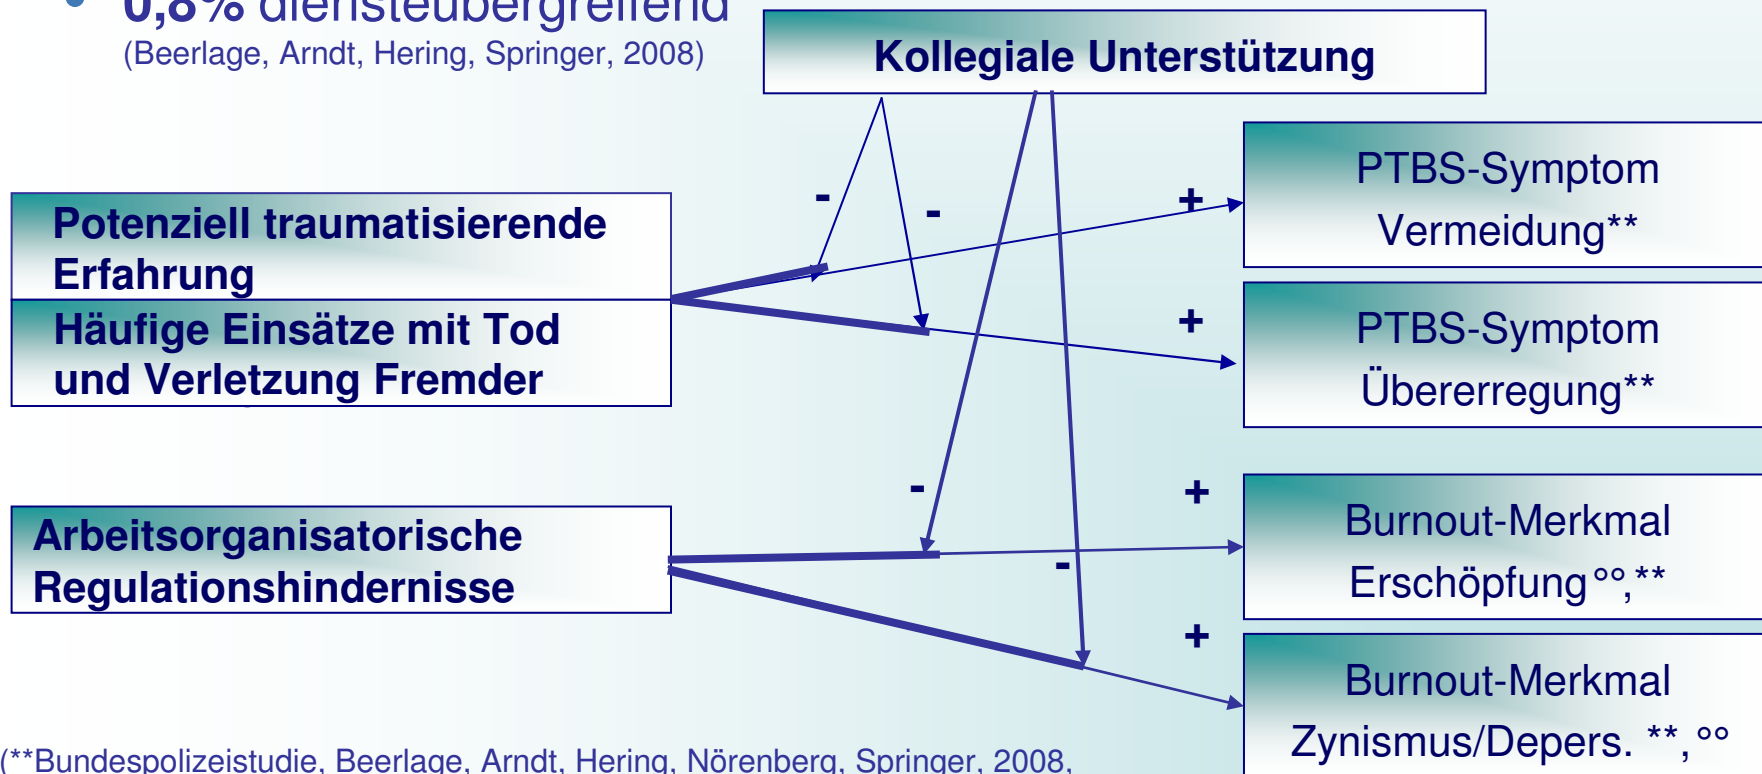 • 0,8% diensteübergreifend
(Beerlage, Arndt, Hering, Springer, 2008)
Kollegiale Unterstützung
Potenziell traumatisierende
Erfahrung
Häufige Einsätze mit Tod
und Verletzung Fremder
Arbeitsorganisatorische
Regulationshindernisse
-
-
+
+
-
-
+
+
PTBS-Symptom
Vermeidung**
PTBS-Symptom
Übererregung**
Burnout-Merkmal
Erschöpfung°°,**
Burnout-Merkmal
Zynismus/Depers. **,°°
(**Bundespolizeistudie, Beerlage, Arndt, Hering, Nörenberg, Springer, 2008,